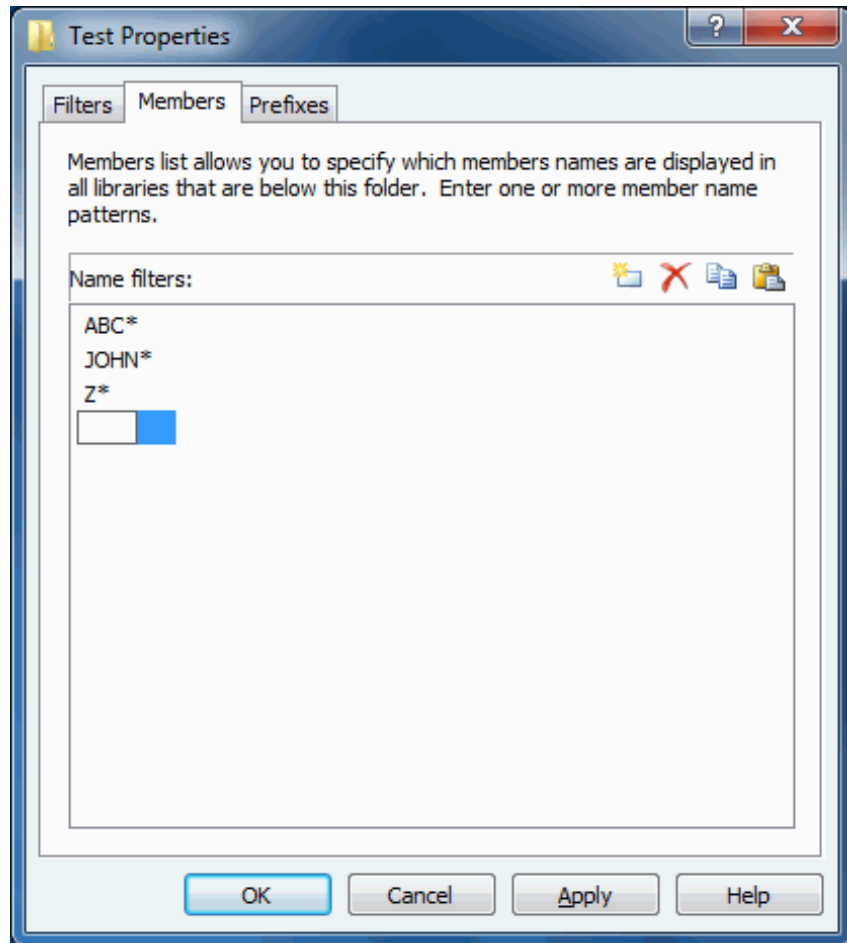 Test Properties
Filters Members Prefixes
Members list allows you to specify which members names are displayed in
all libraries that are below this folder. Enter one or more member name
patterns.
Name filters:
ABC*
JOHN*
Z*
OK Cancel Apply Help